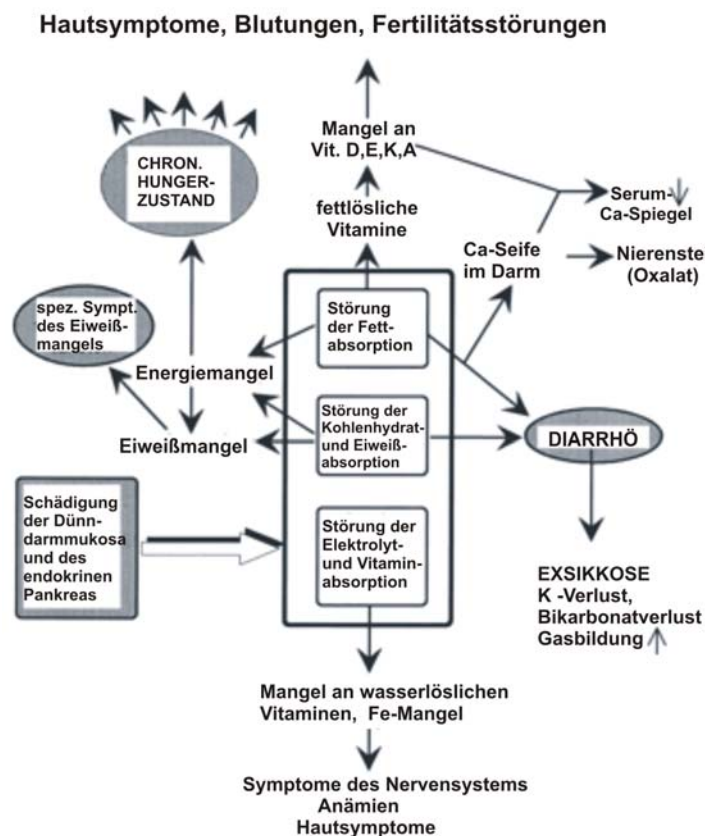 Hautsymptome, Blutungen, Fertilitätsstörungen
CHRON.
HUNGER-
ZUSTAND
Mangel an
Vit. D,E,K,A
fettlösliche
Vitamine
Serum-
Ca-Spiegel
Ca-Seife
im Darm
Nierenste
(Oxalat)
spez. Sympt.
des Eiweiß-
mangels
Störung
der Fett-
absorption
Energiemangel
Störung der
Kohlenhydrat-
und Eiweiß-
absorption
Eiweißmangel
DIARRHÖ
Schädigung
der Dünn-
darmmukosa
und des
endokrinen
Pankreas
Störung der
Elektrolyt-
und Vitamin-
absorption
EXSIKKOSE
K -Verlust,
Bikarbonatverlust
Gasbildung
Mangel an wasserlöslichen
Vitaminen, Fe-Mangel
Symptome des Nervensystems
Anämien
Hautsymptome